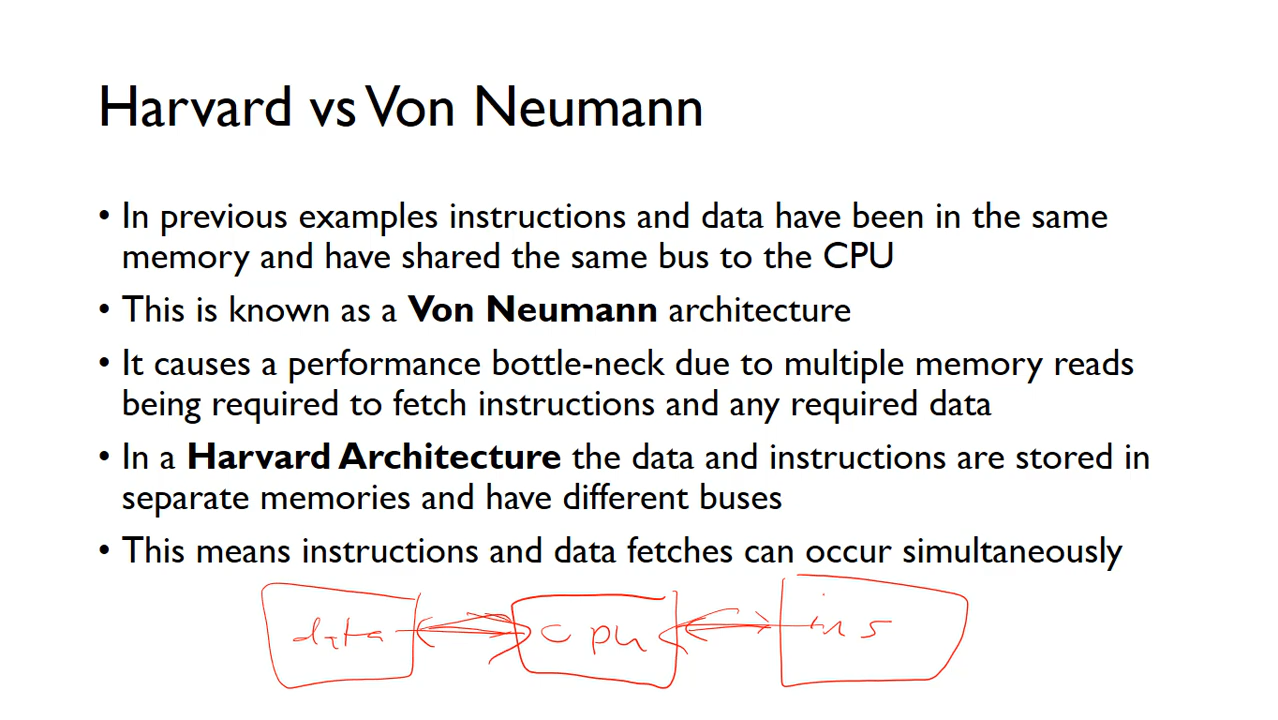 Harvard vs Von Neumann
• In previous examples instructions and data have been in the same
memory and have shared the same bus to the CPU
• This is known as a Von Neumann architecture
• It causes a performance bottle-neck due to multiple memory reads
being required to fetch instructions and any required data
• In a Harvard Architecture the data and instructions are stored in
separate memories and have different buses
• This means instructions and data fetches can occur simultaneously
data cpu ins